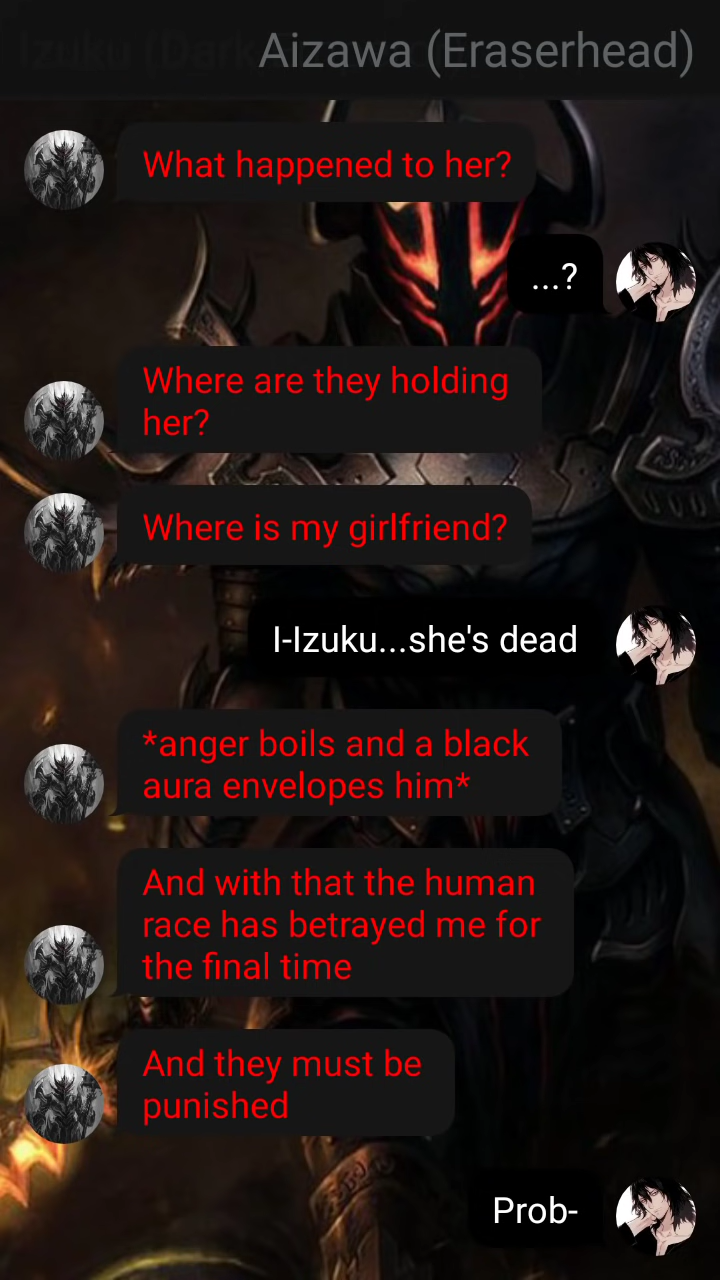 Izuku (Dark
Aizawa (Eraserhead)
What happened to her?
...?
Where are they holding
her?
Where is my girlfriend?
I-Izuku...she's dead
*anger boils and a black
aura envelopes him*
And with that the human
race has betrayed me for
the final time
And they must be
punished
Prob-